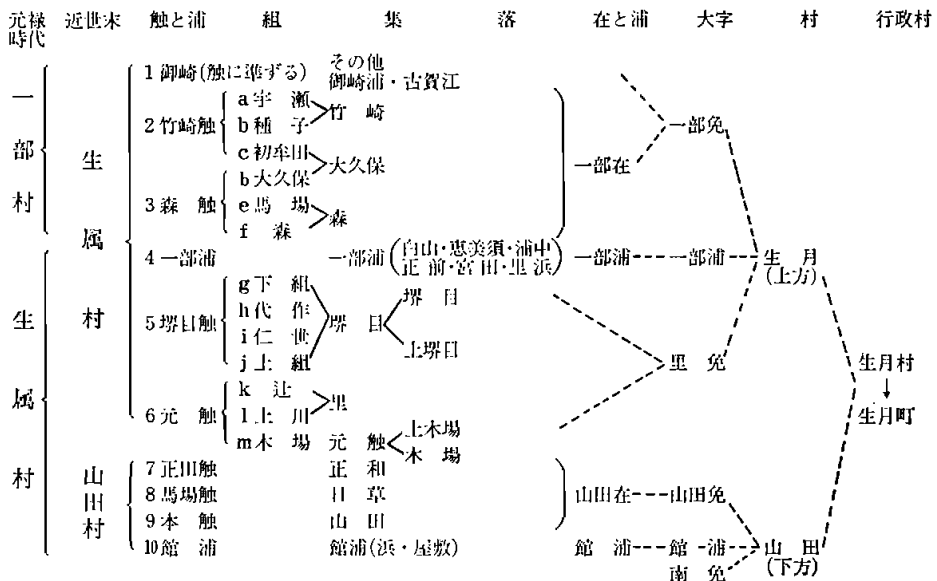 元禄時代 近世末 触と浦 組 集 落 在と浦 大字 村 行政村
1 御崎(触に準ずる) その他
御崎浦・古賀江
一部村
生属村
2 竹崎触 a 宇 瀬 竹 崎
b 種 子
c 初牟田 大久保
一部免
一部在
3 森 触 b 大久保
e 馬 場 森
f 森
4 一部浦 一部浦(白山・恵美須・浦中 一部浦 一部浦 生 月
正 前・宮 田・里 浜) (上方)
生属村
5 堺目触 g 下 組 堺 目 堺 目
h 代 作
i 仁 世 上堺目
j 上 組
里 免 生月村
↓
生月町
6 元 触 k 辻 里
l 上 川 上木場
m 木 場 元 触 木 場
山田村
7 正田触 正 和
8 馬場触 日 草 山田在 山田免
9 本 触 山 田
10 館 浦 館浦(浜・屋敷) 館 浦 館 浦 山 田
南 免 (下方)